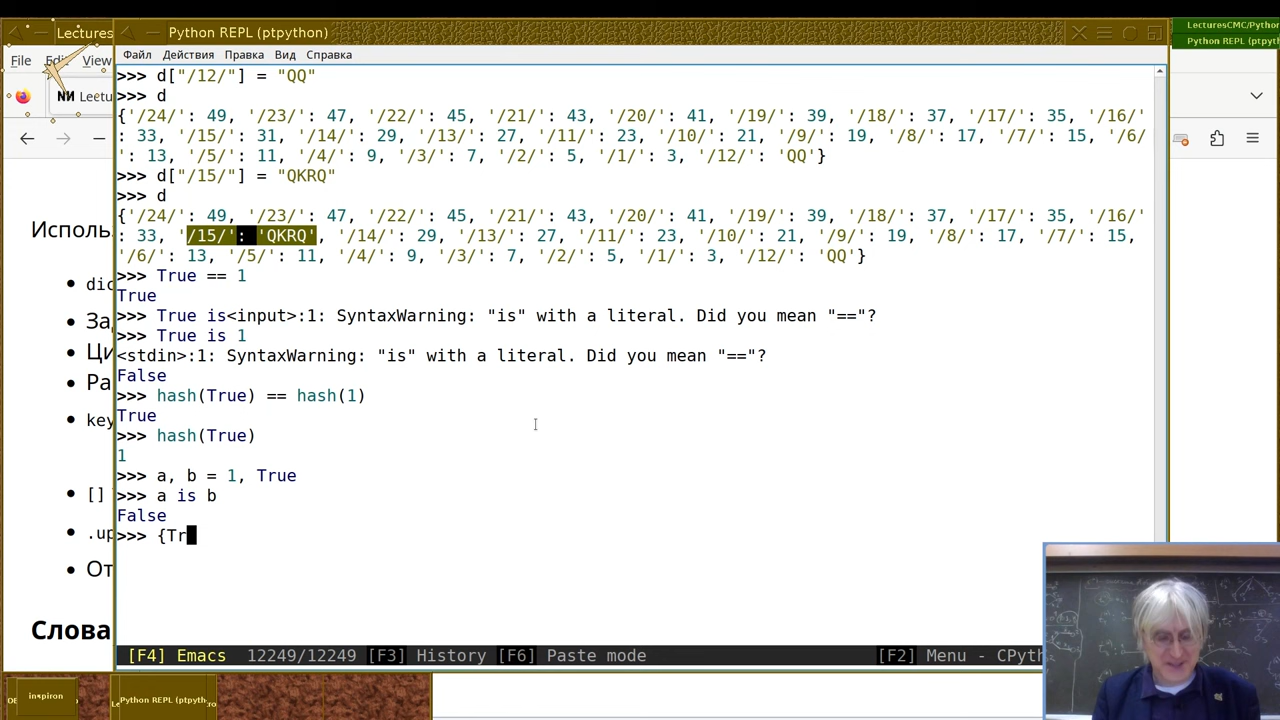 Lectures
Python REPL (ptpython)
LecturesCMC/Python
Python REPL (ptpyth
File Edit View
Файл Действия Правка Вид Справка
Lectu
>>> d["/12/"] = "QQ"
>>> d
{'/24/': 49, '/23/': 47, '/22/': 45, '/21/': 43, '/20/': 41, '/19/': 39, '/18/': 37, '/17/': 35, '/16/'
: 33, '/15/': 31, '/14/': 29, '/13/': 27, '/11/': 23, '/10/': 21, '/9/': 19, '/8/': 17, '/7/': 15, '/6/
': 13, '/5/': 11, '/4/': 9, '/3/': 7, '/2/': 5, '/1/': 3, '/12/': 'QQ'}
>>> d["/15/"] = "QKRQ"
>>> d
{'/24/': 49, '/23/': 47, '/22/': 45, '/21/': 43, '/20/': 41, '/19/': 39, '/18/': 37, '/17/': 35, '/16/'
: 33, '/15/': 'QKRQ', '/14/': 29, '/13/': 27, '/11/': 23, '/10/': 21, '/9/': 19, '/8/': 17, '/7/': 15,
'/6/': 13, '/5/': 11, '/4/': 9, '/3/': 7, '/2/': 5, '/1/': 3, '/12/': 'QQ'}
>>> True == 1
True
>>> True is<input>:1: SyntaxWarning: "is" with a literal. Did you mean "=="?
>>> True is 1
<stdin>:1: SyntaxWarning: "is" with a literal. Did you mean "=="?
False
>>> hash(True) == hash(1)
True
>>> hash(True)
1
>>> a, b = 1, True
>>> a is b
False
>>> {Tr
Исполь
dic
За
Ци
Ра
key
[]
.up
От
Слова
[F4] Emacs 12249/12249 [F3] History [F6] Paste mode [F2] Menu - CPyth
inspiron
Python REPL (ptpyth